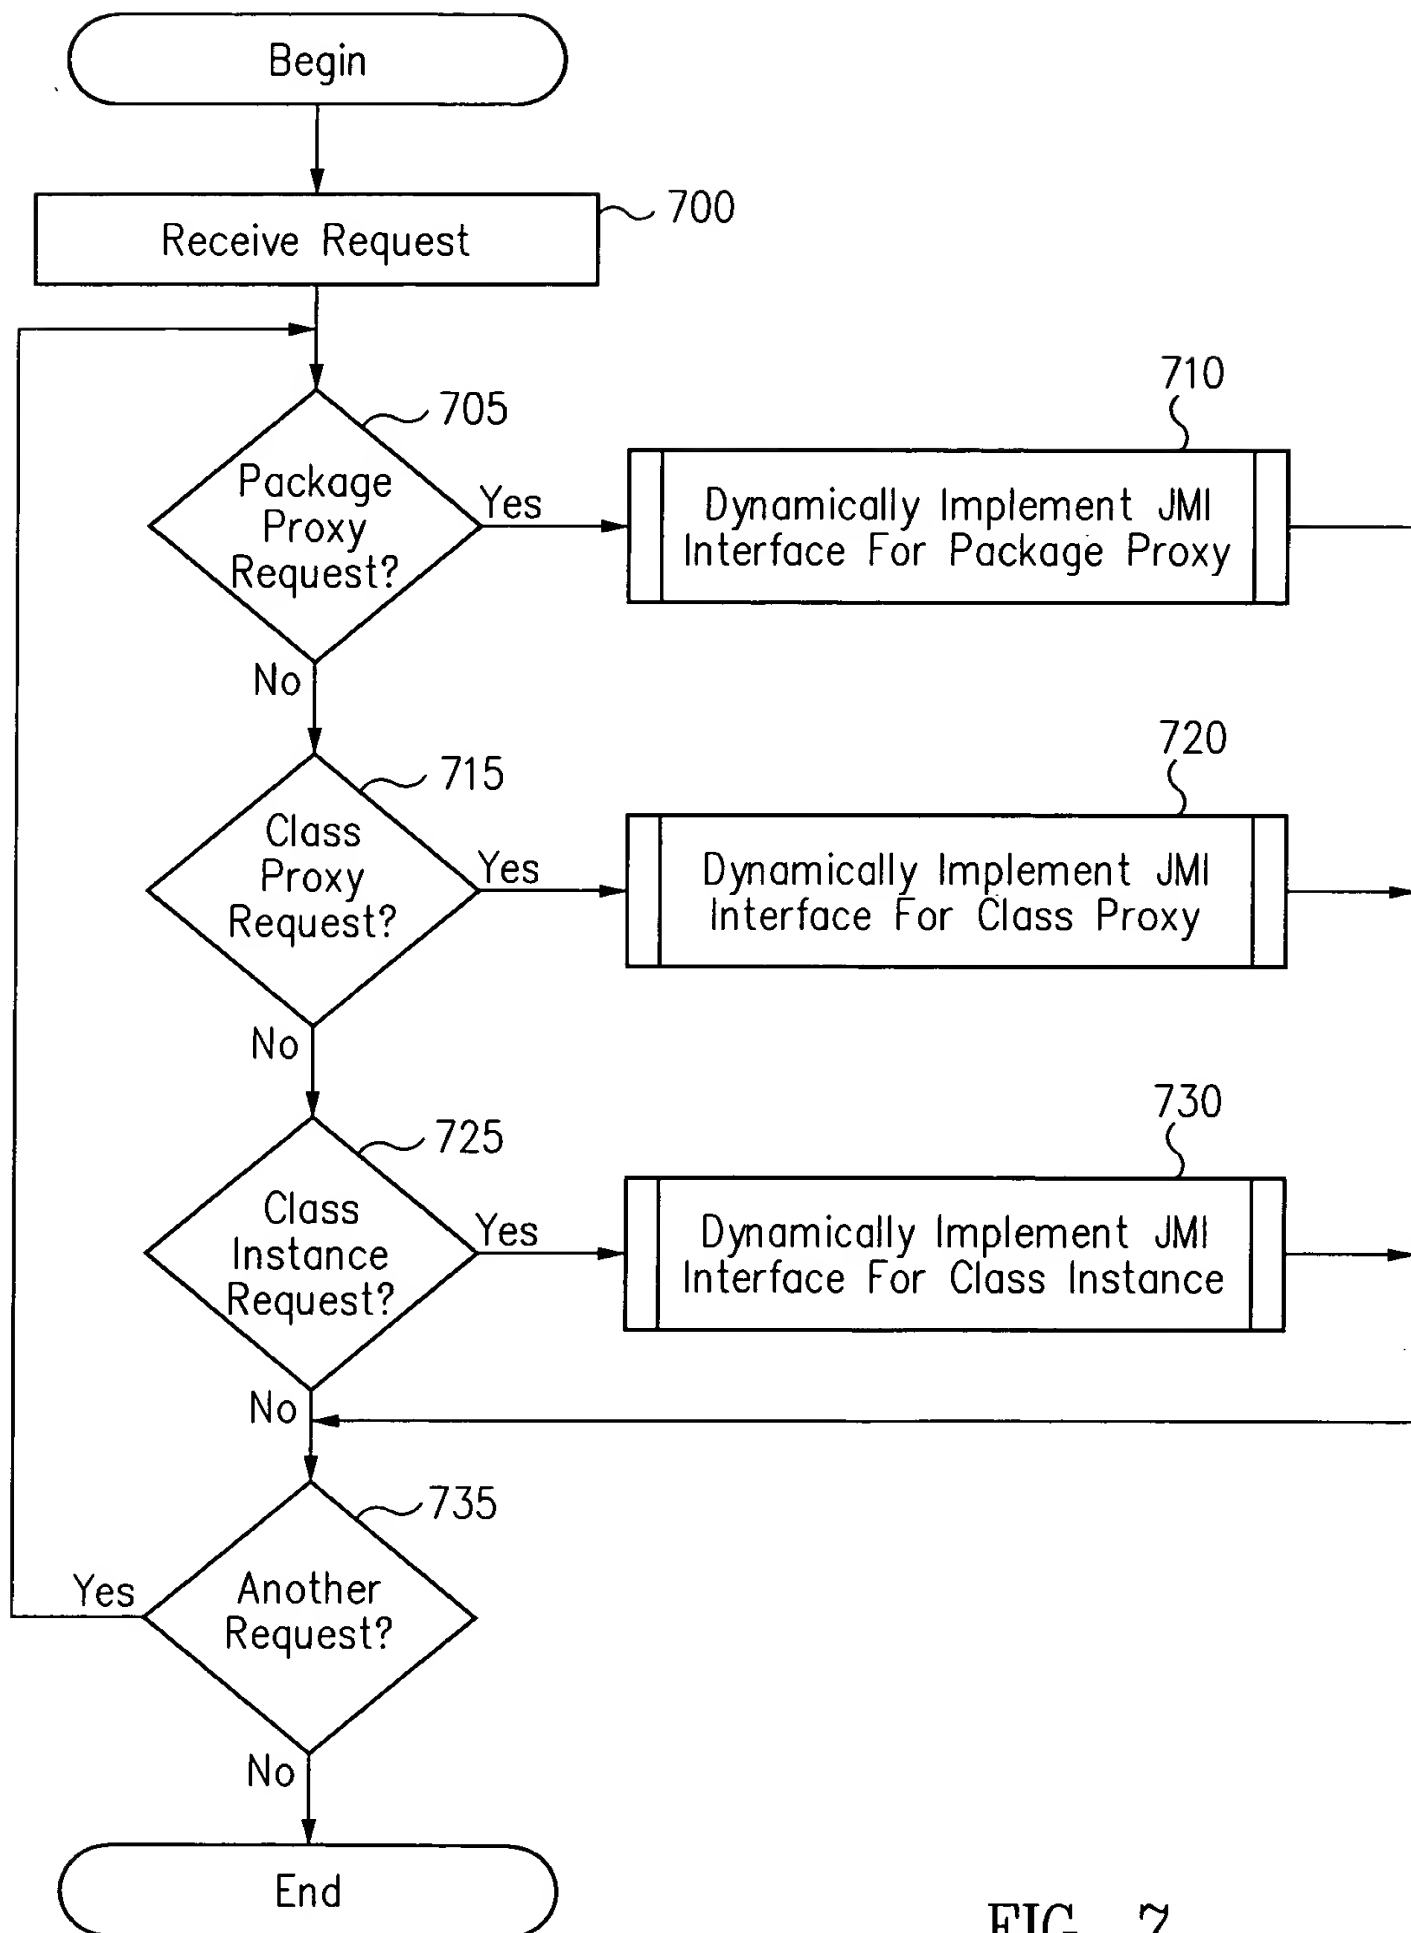 Begin
700
Receive Request
705
Package
Proxy
Request?
Yes
710
Dynamically Implement JMI
Interface For Package Proxy
No
715
Class
Proxy
Request?
Yes
720
Dynamically Implement JMI
Interface For Class Proxy
No
725
Class
Instance
Request?
Yes
730
Dynamically Implement JMI
Interface For Class Instance
No
735
Another
Request?
Yes
No
End
FIG. 7